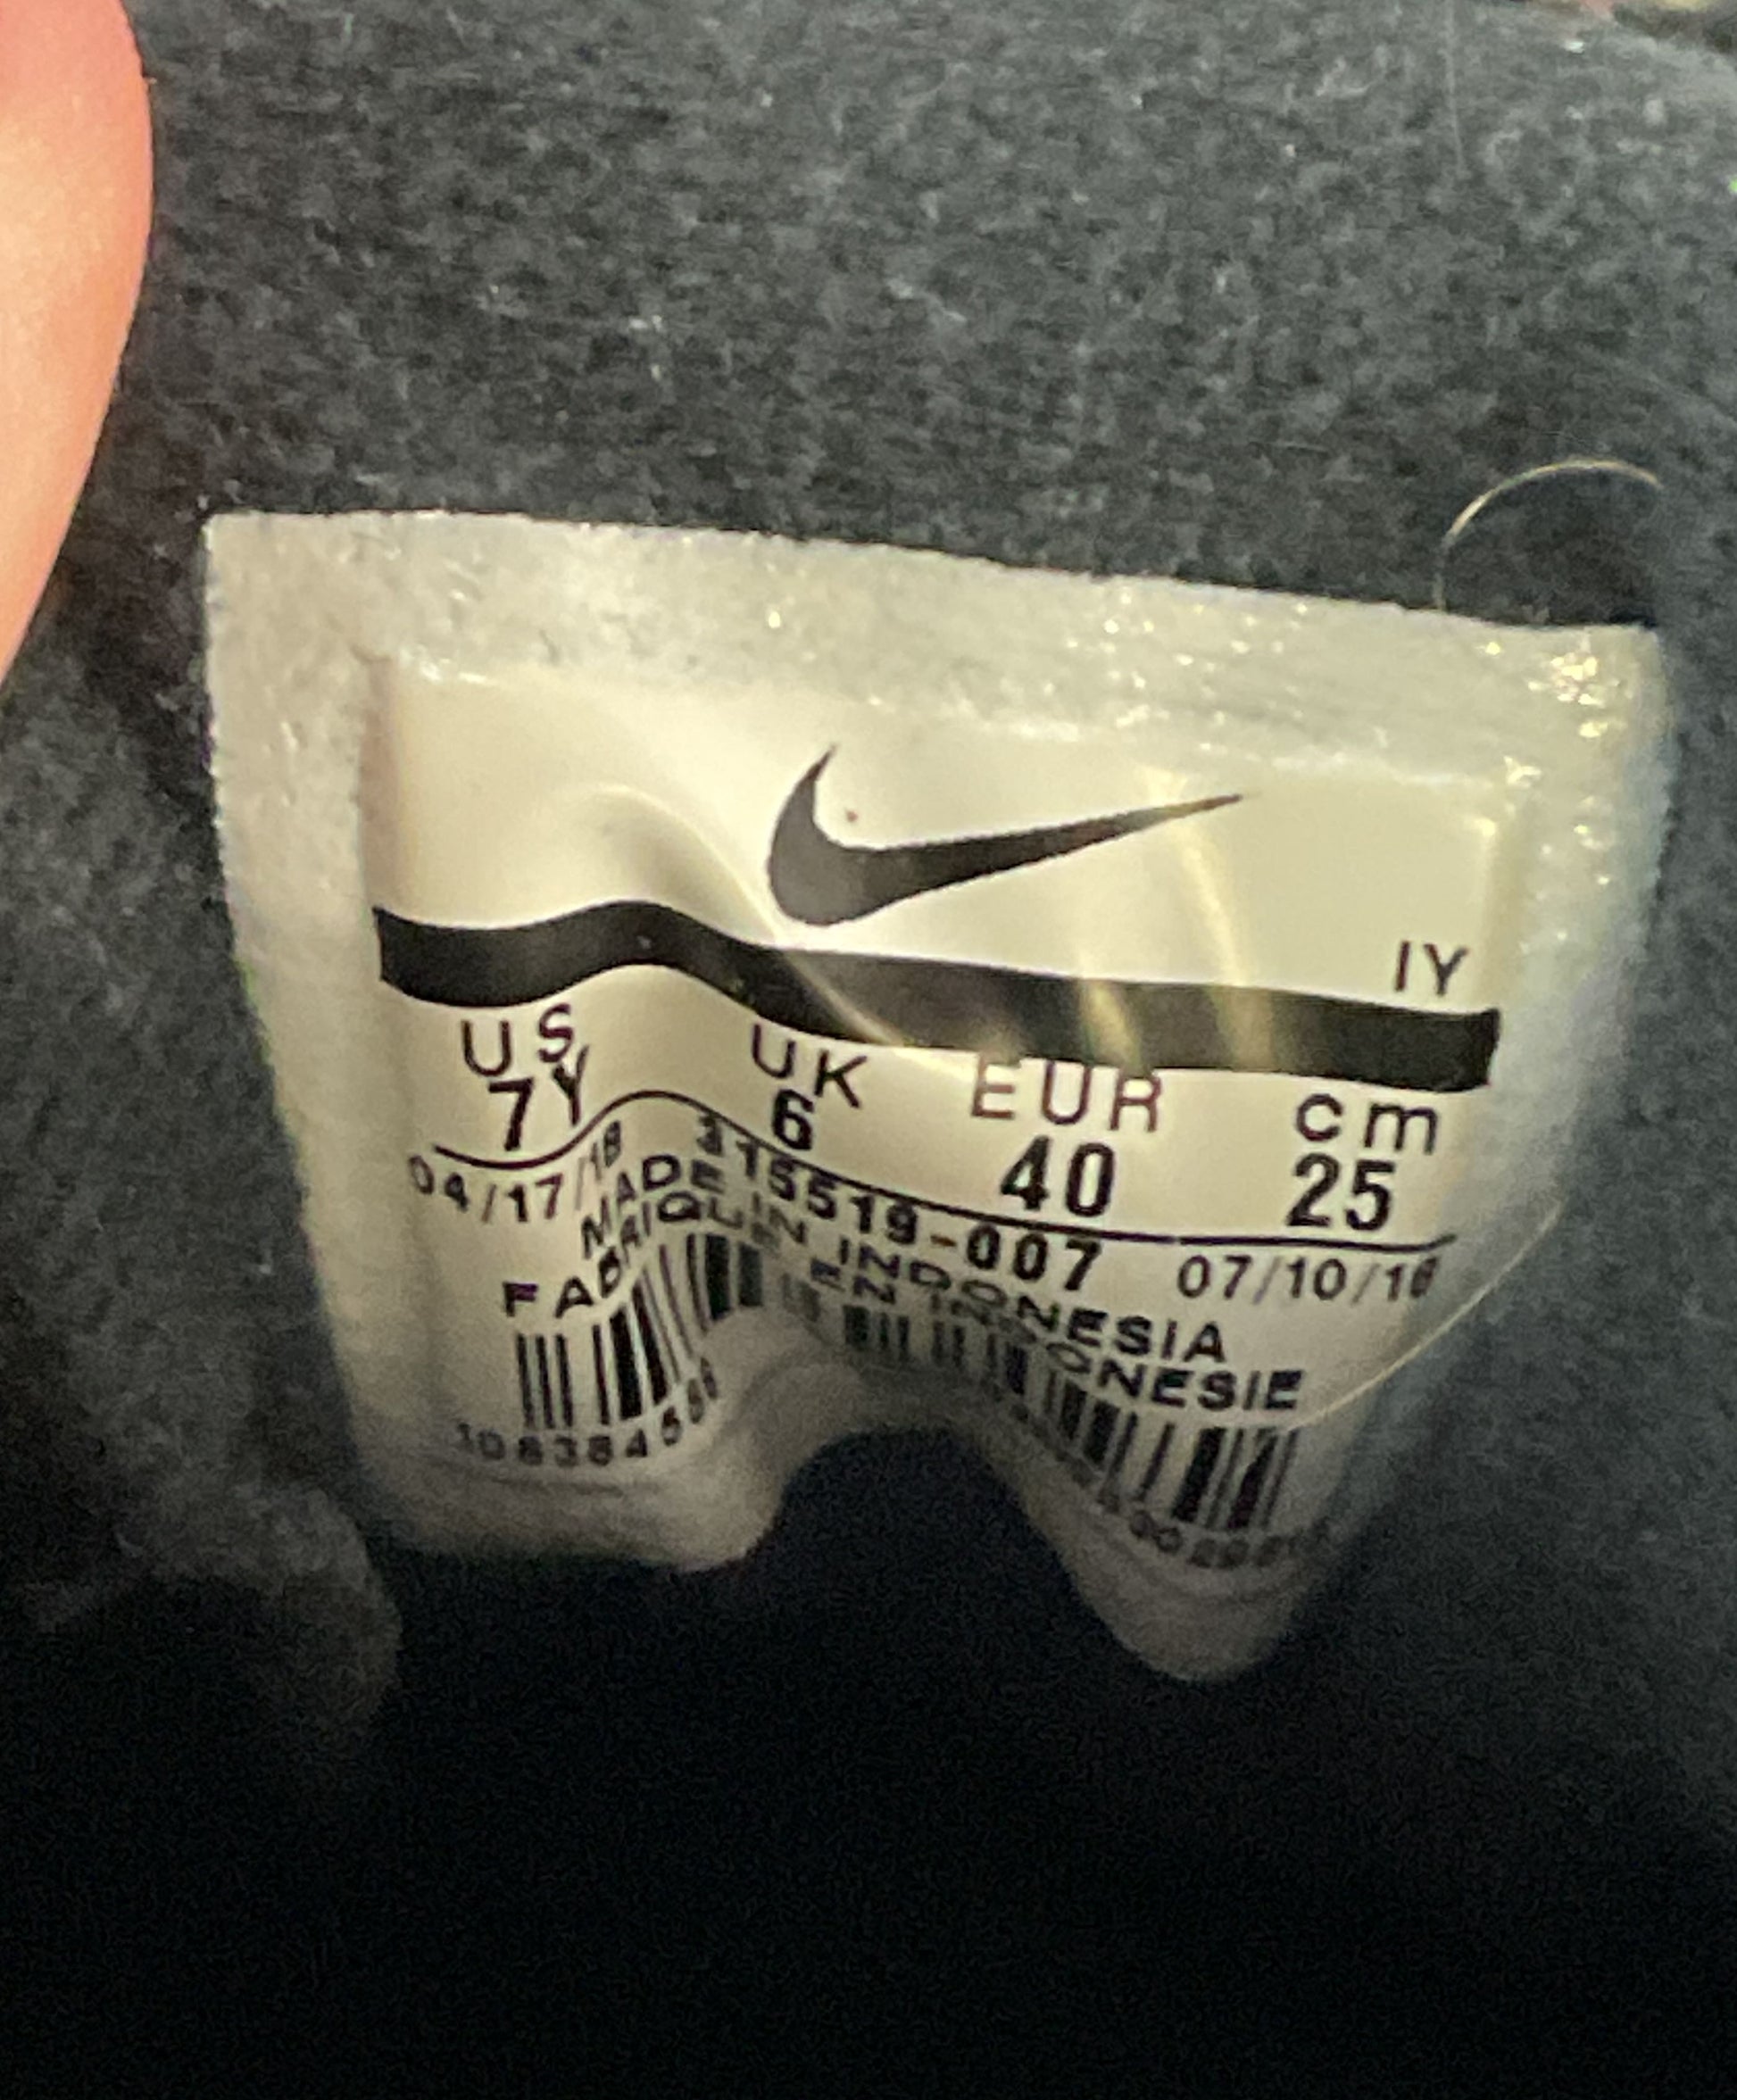 IY
US UK EUR cm
7Y 6 40 25
04/17/18 315519-007 07/10/18
MADE IN INDONESIA
FABRIQUE EN INDONESIE